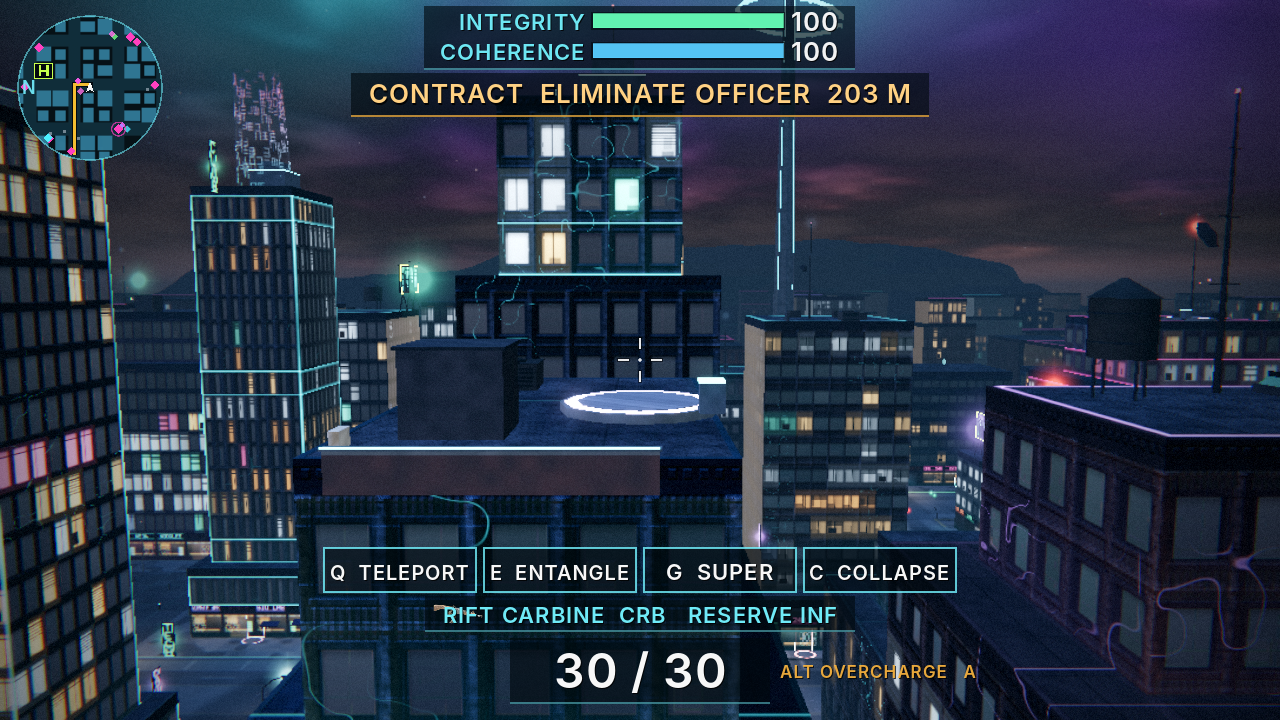 INTEGRITY 100
COHERENCE 100
CONTRACT ELIMINATE OFFICER 203 M
H
N
Q TELEPORT E ENTANGLE G SUPER C COLLAPSE
RIFT CARBINE CRB RESERVE INF
30 / 30
ALT OVERCHARGE A